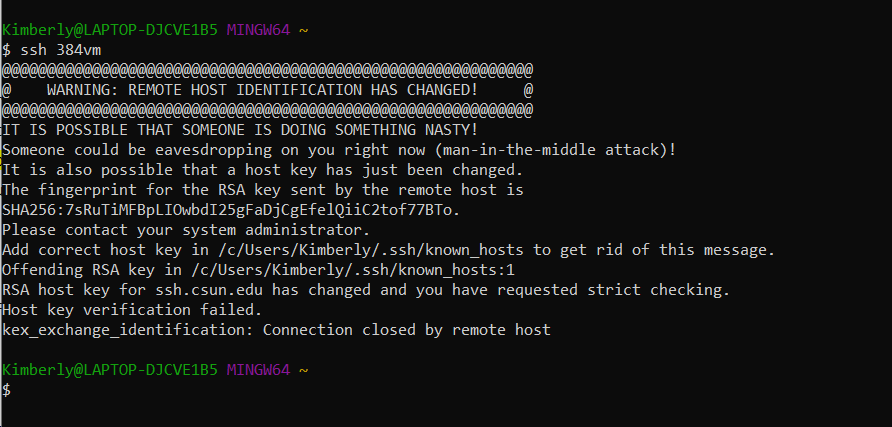 Kimberly@LAPTOP-DJCVE1B5 MINGW64 ~
$ ssh 384vm
@@@@@@@@@@@@@@@@@@@@@@@@@@@@@@@@@@@@@@@@@@@@@@@@@@@@@@@@@@@
@    WARNING: REMOTE HOST IDENTIFICATION HAS CHANGED!     @
@@@@@@@@@@@@@@@@@@@@@@@@@@@@@@@@@@@@@@@@@@@@@@@@@@@@@@@@@@@
IT IS POSSIBLE THAT SOMEONE IS DOING SOMETHING NASTY!
Someone could be eavesdropping on you right now (man-in-the-middle attack)!
It is also possible that a host key has just been changed.
The fingerprint for the RSA key sent by the remote host is
SHA256:7sRuTiMFBpLIOwbdI25gFaDjCgEfelQiiC2tof77BTo.
Please contact your system administrator.
Add correct host key in /c/Users/Kimberly/.ssh/known_hosts to get rid of this message.
Offending RSA key in /c/Users/Kimberly/.ssh/known_hosts:1
RSA host key for ssh.csun.edu has changed and you have requested strict checking.
Host key verification failed.
kex_exchange_identification: Connection closed by remote host
Kimberly@LAPTOP-DJCVE1B5 MINGW64 ~
$